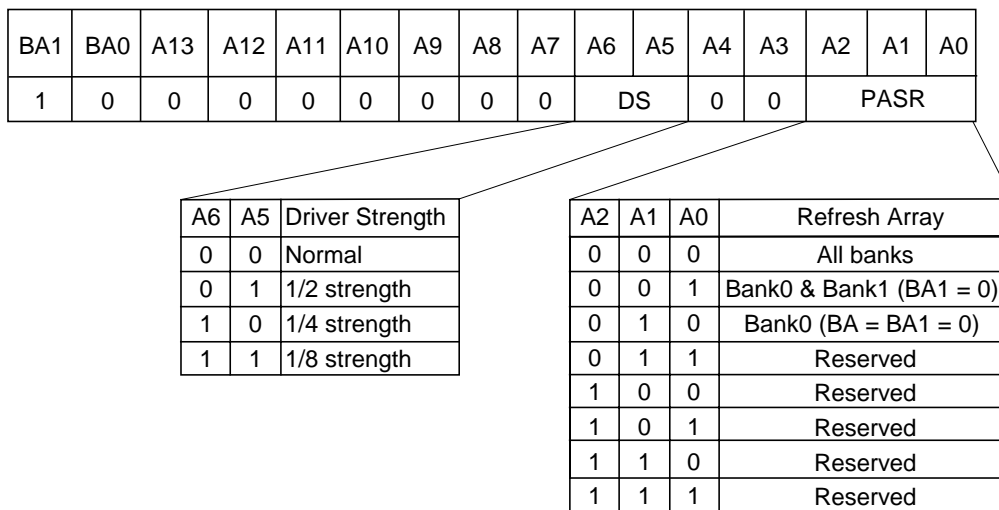 BA1 BA0 A13 A12 A11 A10 A9 A8 A7 A6 A5 A4 A3 A2 A1 A0
1 0 0 0 0 0 0 0 0 DS 0 0 PASR
A6 A5 Driver Strength
0 0 Normal
0 1 1/2 strength
1 0 1/4 strength
1 1 1/8 strength
A2 A1 A0 Refresh Array
0 0 0 All banks
0 0 1 Bank0 & Bank1 (BA1 = 0)
0 1 0 Bank0 (BA = BA1 = 0)
0 1 1 Reserved
1 0 0 Reserved
1 0 1 Reserved
1 1 0 Reserved
1 1 1 Reserved